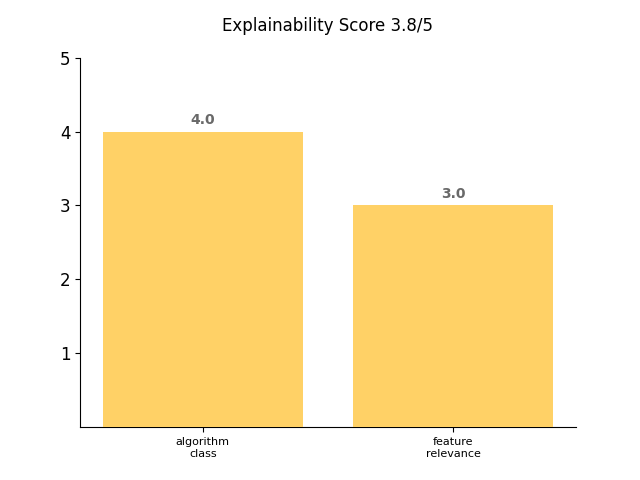 Explainability Score 3.8/5
5
4
3
2
1
4.0
3.0
algorithm
class
feature
relevance